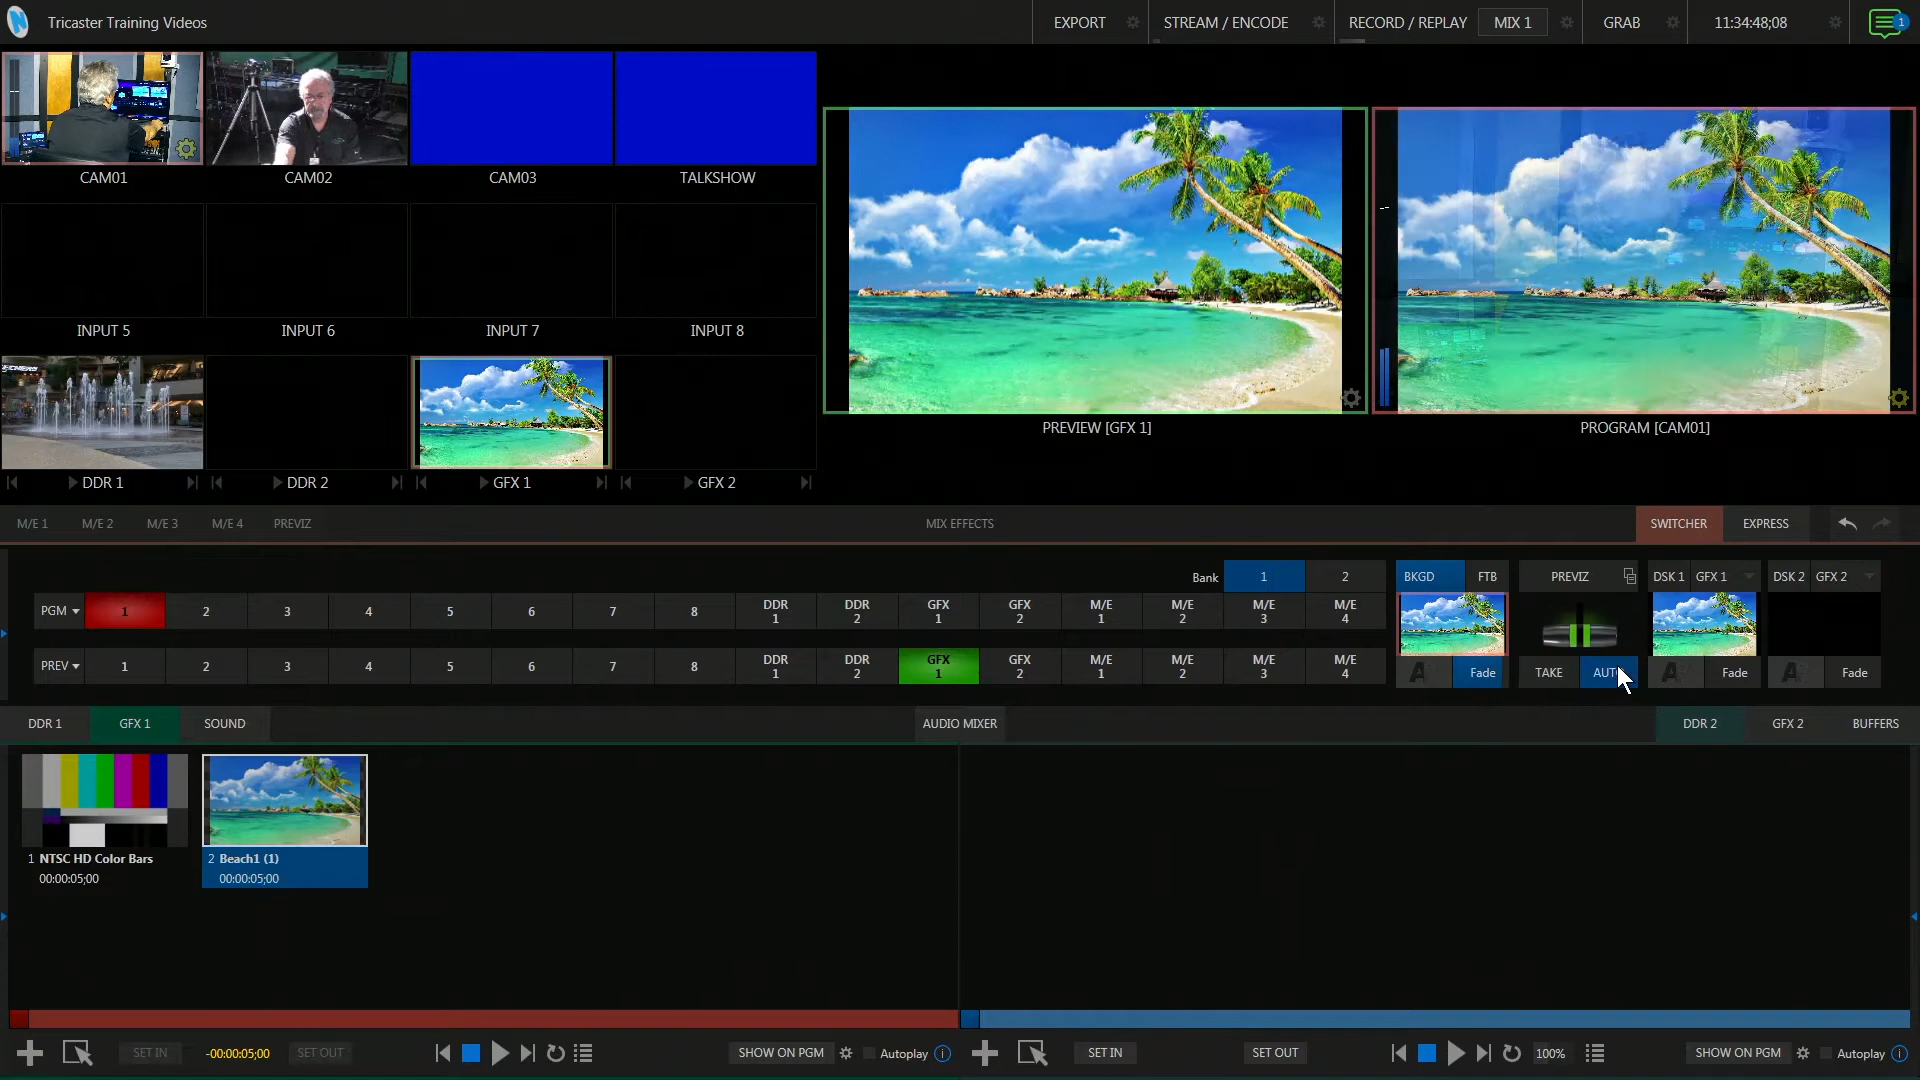 Tricaster Training Videos
EXPORT
STREAM / ENCODE
RECORD / REPLAY
MIX 1
GRAB
11:34:48;08
1
CAM01
CAM02
CAM03
TALKSHOW
INPUT 5
INPUT 6
INPUT 7
INPUT 8
DDR 1
DDR 2
GFX 1
GFX 2
PREVIEW [GFX 1]
PROGRAM [CAM01]
M/E 1
M/E 2
M/E 3
M/E 4
PREVIZ
MIX EFFECTS
SWITCHER
EXPRESS
Bank
1
2
BKGD
FTB
PREVIZ
DSK 1
GFX 1
DSK 2
GFX 2
PGM
1
2
3
4
5
6
7
8
DDR 1
DDR 2
GFX 1
GFX 2
M/E 1
M/E 2
M/E 3
M/E 4
PREV
1
2
3
4
5
6
7
8
DDR 1
DDR 2
GFX 1
GFX 2
M/E 1
M/E 2
M/E 3
M/E 4
A
Fade
TAKE
A
Fade
A
Fade
DDR 1
GFX 1
SOUND
AUDIO MIXER
DDR 2
GFX 2
BUFFERS
1 NTSC HD Color Bars
00:00:05;00
2 Beach1 (1)
00:00:05;00
SET IN
-00:00:05;00
SET OUT
SHOW ON PGM
Autoplay
SET IN
SET OUT
100%
SHOW ON PGM
Autoplay